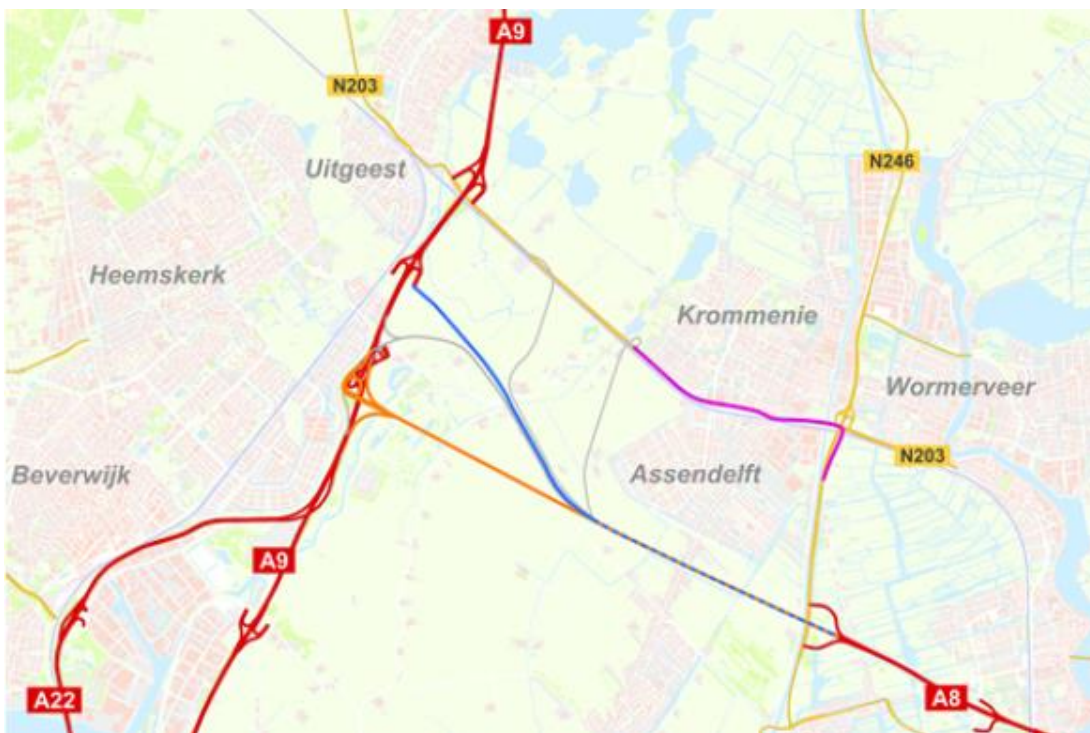 A9
N203
Uitgeest
N246
Heemskerk
Krommenie
Wormerveer
Beverwijk
Assendelft
N203
A9
A22
A8